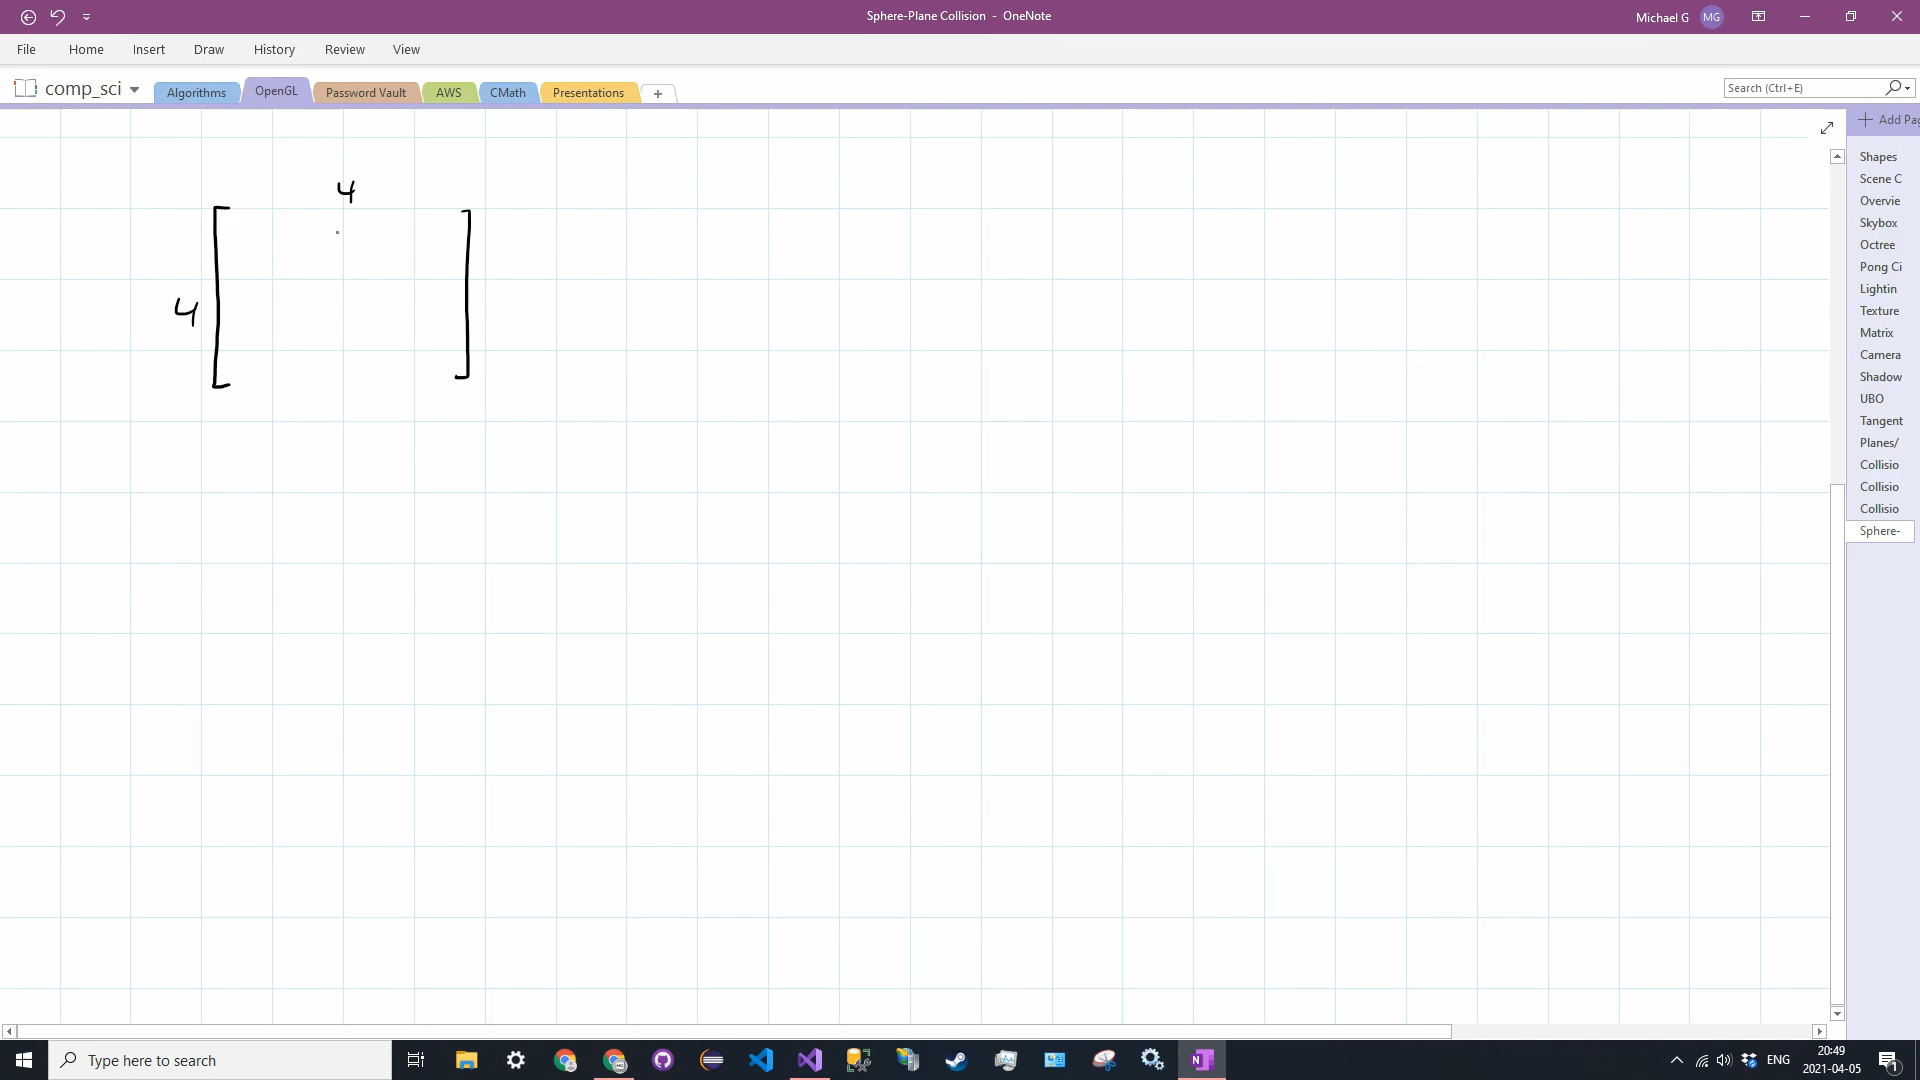 Sphere-Plane Collision - OneNote
Michael G
MG
File
Home
Insert
Draw
History
Review
View
comp_sci
Algorithms
OpenGL
Password Vault
AWS
CMath
Presentations
Search (Ctrl+E)
Add Pag
4
4
Shapes
Scene C
Overvie
Skybox
Octree
Pong Ci
Lightin
Texture
Matrix
Camera
Shadow
UBO
Tangent
Planes/
Collisio
Collisio
Collisio
Sphere-
Type here to search
N
ENG
20:49
2021-04-05
1